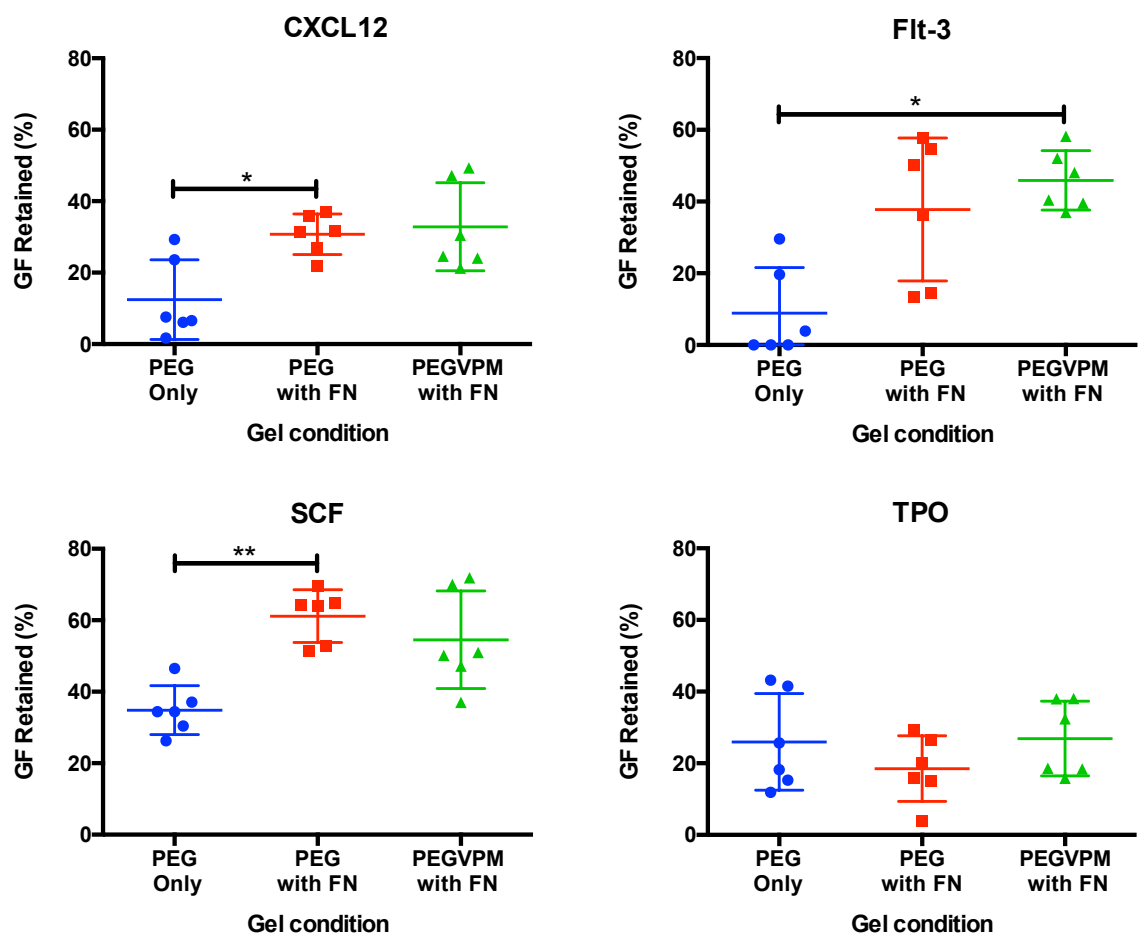 CXCL12
GF Retained (%)
80
60
40
20
0
*
PEG Only
PEG with FN
PEGVPM with FN
Gel condition
Flt-3
GF Retained (%)
80
60
40
20
0
*
PEG Only
PEG with FN
PEGVPM with FN
Gel condition
SCF
GF Retained (%)
80
60
40
20
0
**
PEG Only
PEG with FN
PEGVPM with FN
Gel condition
TPO
GF Retained (%)
80
60
40
20
0
PEG Only
PEG with FN
PEGVPM with FN
Gel condition